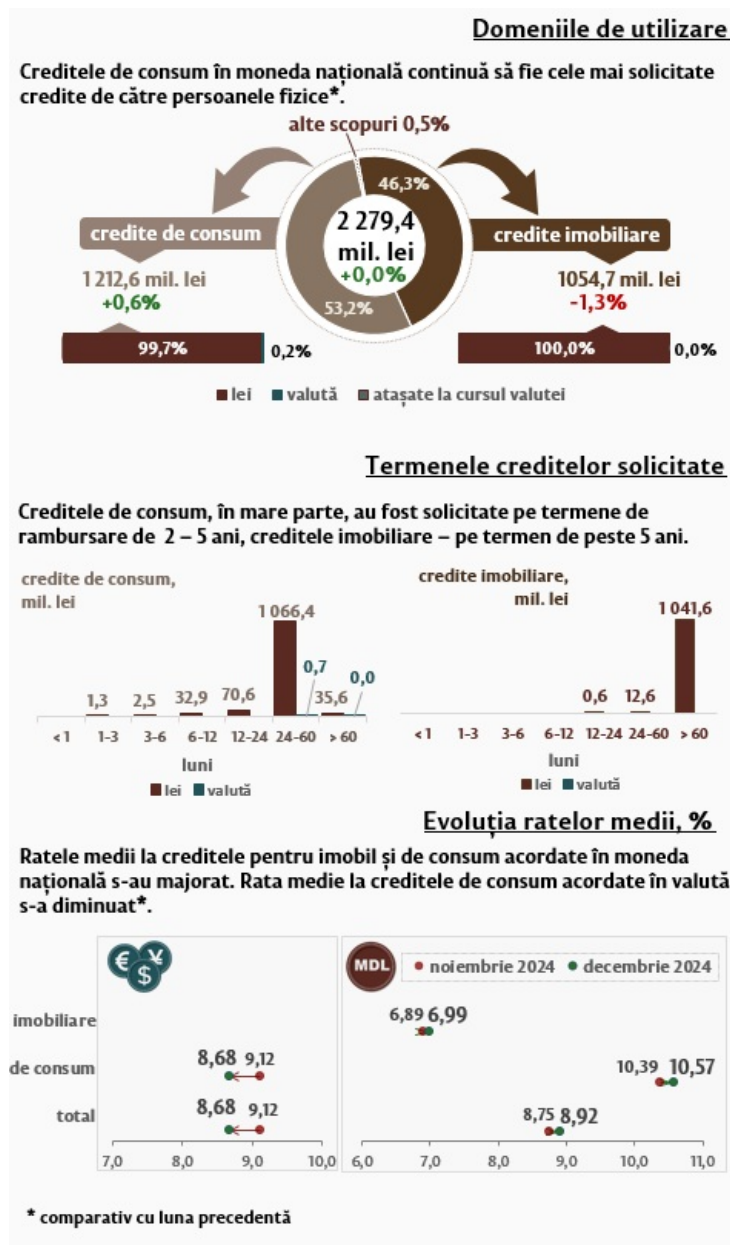 Domeniile de utilizare
Creditele de consum în moneda națională continuă să fie cele mai solicitate
credite de către persoanele fizice*.
alte scopuri 0,5%
46,3%
2 279,4
mil. lei
+0,0%
53,2%
credite de consum
1 212,6 mil. lei
+0,6%
99,7%
0,2%
credite imobiliare
1054,7 mil. lei
-1,3%
100,0%
0,0%
lei valută atașate la cursul valutei
Termenele creditelor solicitate
Creditele de consum, în mare parte, au fost solicitate pe termene de
rambursare de 2 – 5 ani, creditele imobiliare – pe termen de peste 5 ani.
credite de consum,
mil. lei
1 066,4
0,7
0,0
1,3 2,5 32,9 70,6 35,6
< 1 1-3 3-6 6-12 12-24 24-60 > 60
luni
lei valută
credite imobiliare,
mil. lei
1 041,6
0,6 12,6
< 1 1-3 3-6 6-12 12-24 24-60 > 60
luni
lei valută
Evoluția ratelor medii, %
Ratele medii la creditele pentru imobil și de consum acordate în moneda
națională s-au majorat. Rata medie la creditele de consum acordate în valută
s-a diminuat*.
€ ¥ $
MDL
noiembrie 2024 decembrie 2024
imobiliare
6,89 6,99
de consum
8,68 9,12
10,39 10,57
total
8,68 9,12
8,75 8,92
7,0 8,0 9,0 10,0
6,0 7,0 8,0 9,0 10,0 11,0
* comparativ cu luna precedentă